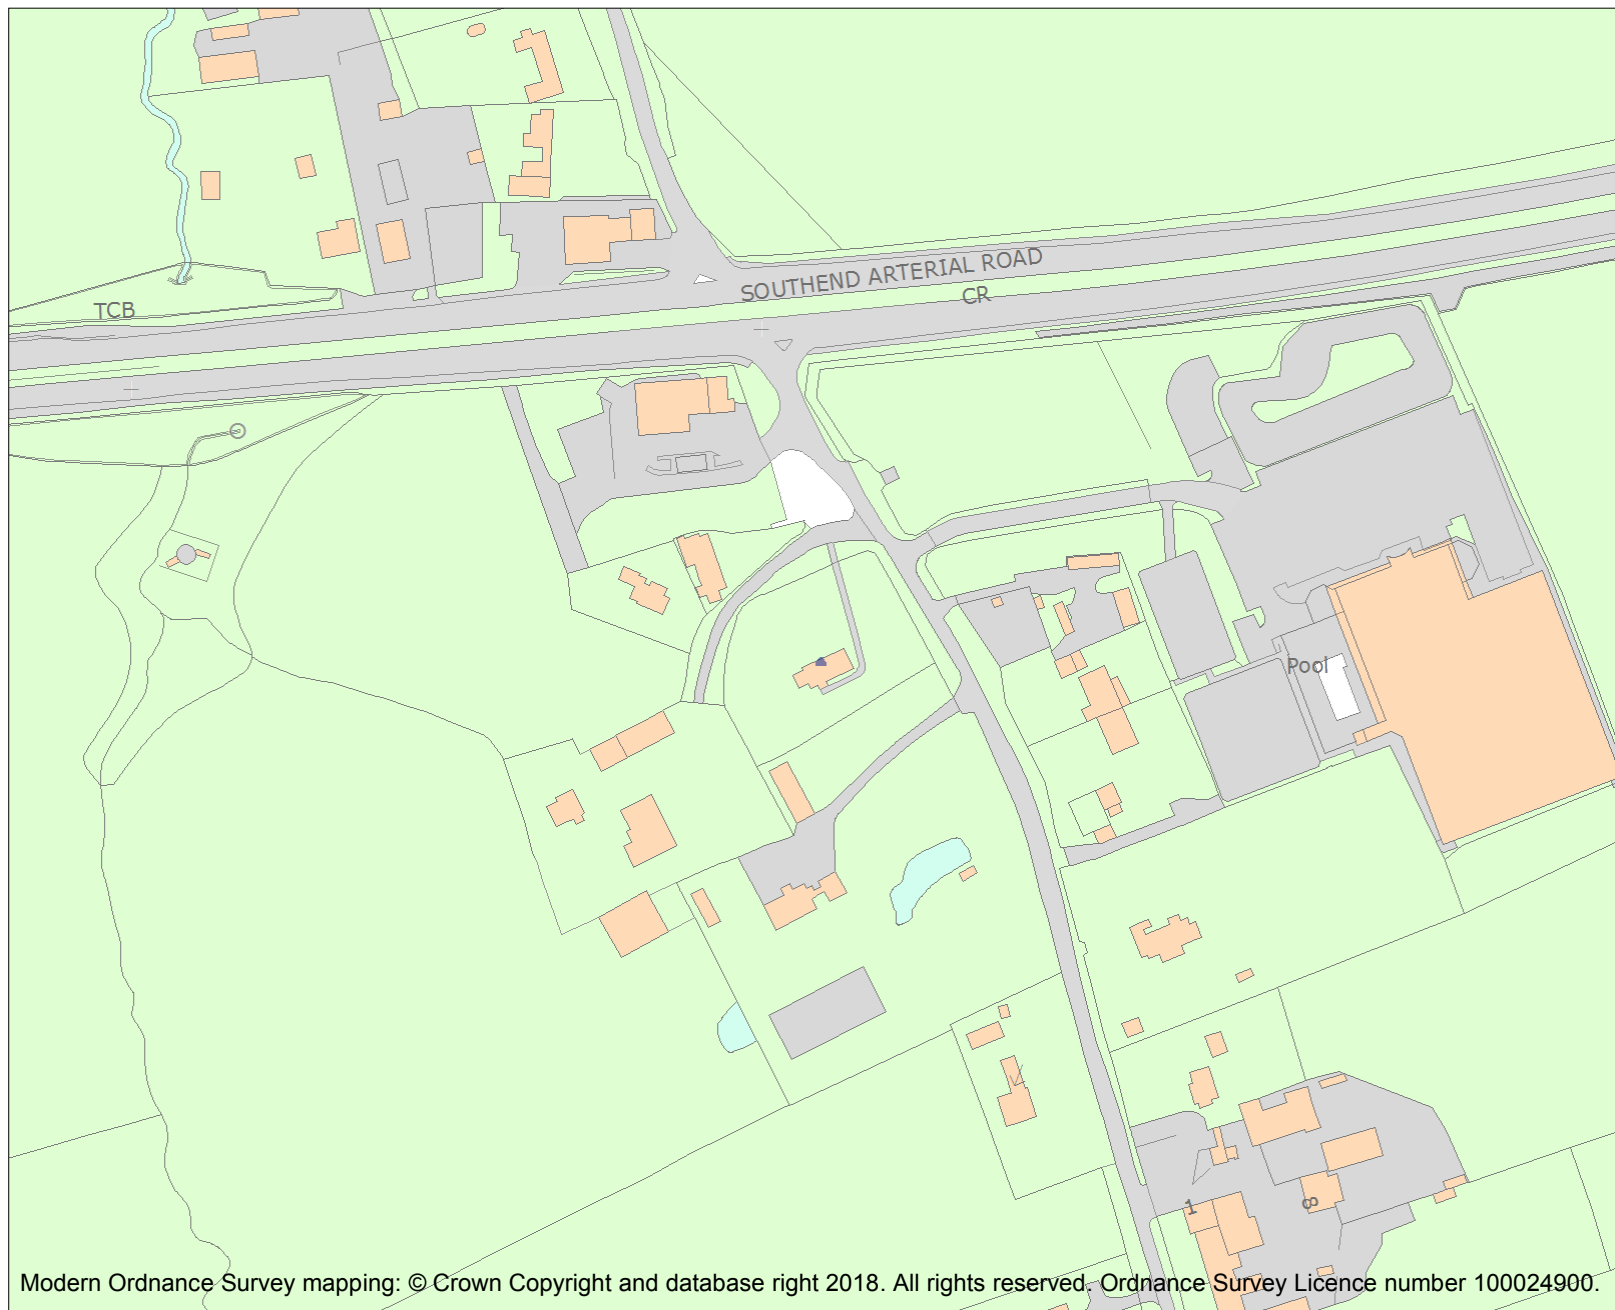 SOUTHEND ARTERIAL ROAD
CR
TCB
Pool
1
8
Modern Ordnance Survey mapping: © Crown Copyright and database right 2018. All rights reserved. Ordnance Survey Licence number 100024900.